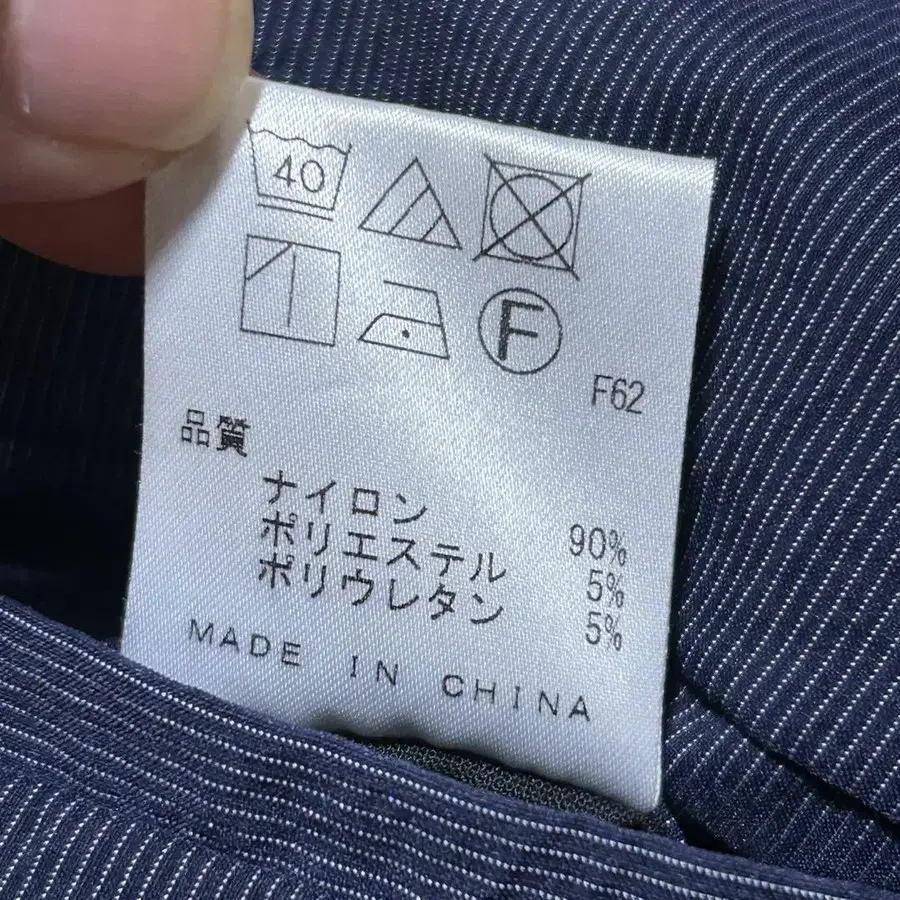 40
F
F62
品質
ナイロン 90%
ポリエステル 5%
ポリウレタン 5%
MADE IN CHINA